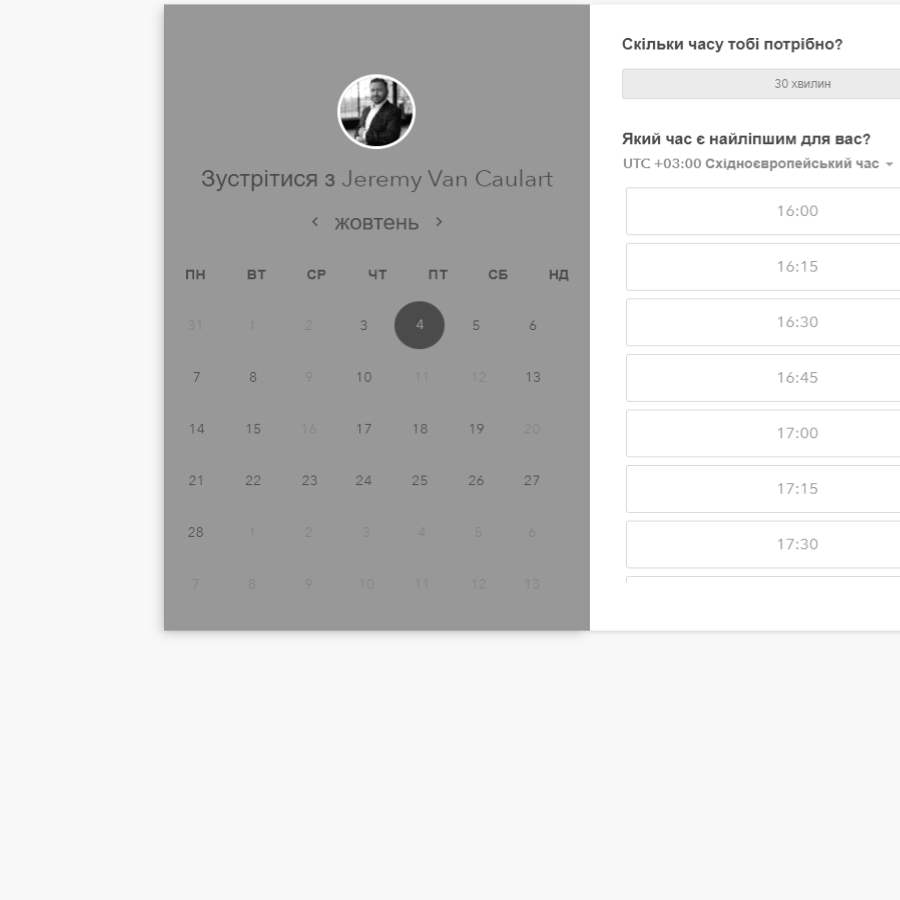 Зустрітися з Jeremy Van Caulart
жовтень
ПН ВТ СР ЧТ ПТ СБ НД
31 1 2 3 4 5 6
7 8 9 10 11 12 13
14 15 16 17 18 19 20
21 22 23 24 25 26 27
28 1 2 3 4 5 6
7 8 9 10 11 12 13
Скільки часу тобі потрібно?
30 хвилин
Який час є найліпшим для вас?
UTC +03:00 Східноєвропейський час
16:00
16:15
16:30
16:45
17:00
17:15
17:30